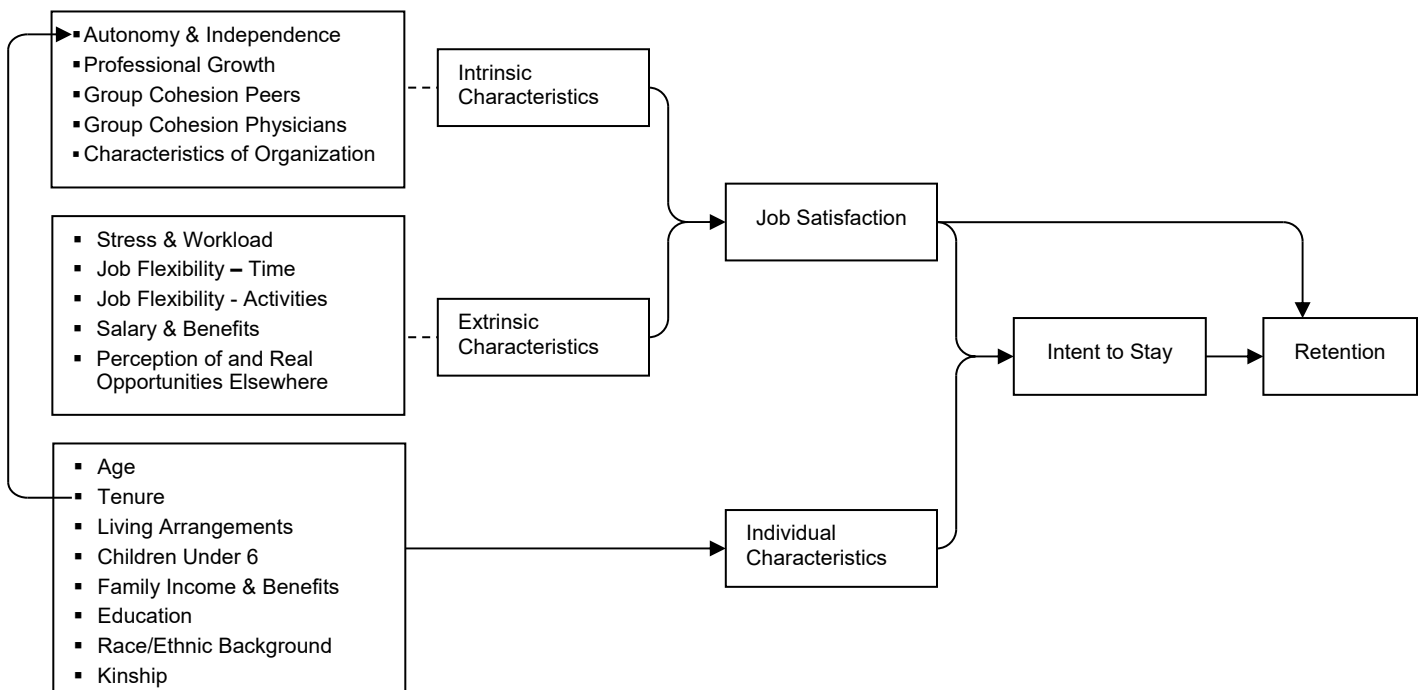 ▪ Autonomy & Independence
▪ Professional Growth
▪ Group Cohesion Peers
▪ Group Cohesion Physicians
▪ Characteristics of Organization
Intrinsic
Characteristics
▪ Stress & Workload
▪ Job Flexibility – Time
▪ Job Flexibility - Activities
▪ Salary & Benefits
▪ Perception of and Real
Opportunities Elsewhere
Extrinsic
Characteristics
Job Satisfaction
Intent to Stay
Retention
▪ Age
▪ Tenure
▪ Living Arrangements
▪ Children Under 6
▪ Family Income & Benefits
▪ Education
▪ Race/Ethnic Background
▪ Kinship
Individual
Characteristics